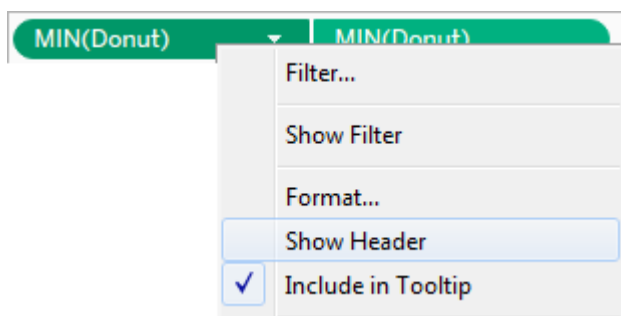 MIN(Donut) MIN(Donut)
Filter...
Show Filter
Format...
Show Header
Include in Tooltip